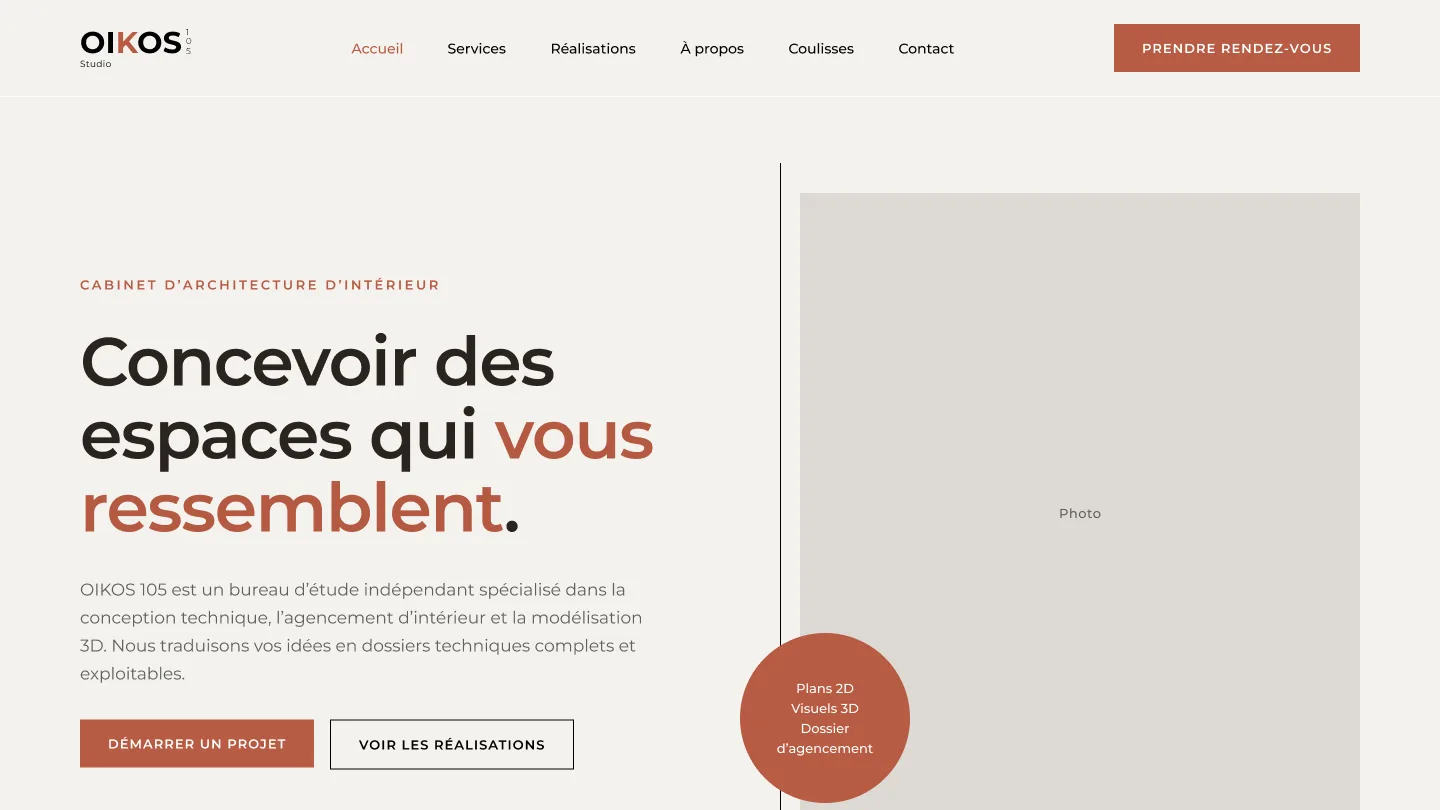 OIKOS 105
Studio
Accueil
Services
Réalisations
À propos
Coulisses
Contact
PRENDRE RENDEZ-VOUS
CABINET D’ARCHITECTURE D’INTÉRIEUR
Concevoir des
espaces qui vous
ressemblent.
OIKOS 105 est un bureau d’étude indépendant spécialisé dans la
conception technique, l’agencement d’intérieur et la modélisation
3D. Nous traduisons vos idées en dossiers techniques complets et
exploitables.
DÉMARRER UN PROJET
VOIR LES RÉALISATIONS
Photo
Plans 2D
Visuels 3D
Dossier
d’agencement